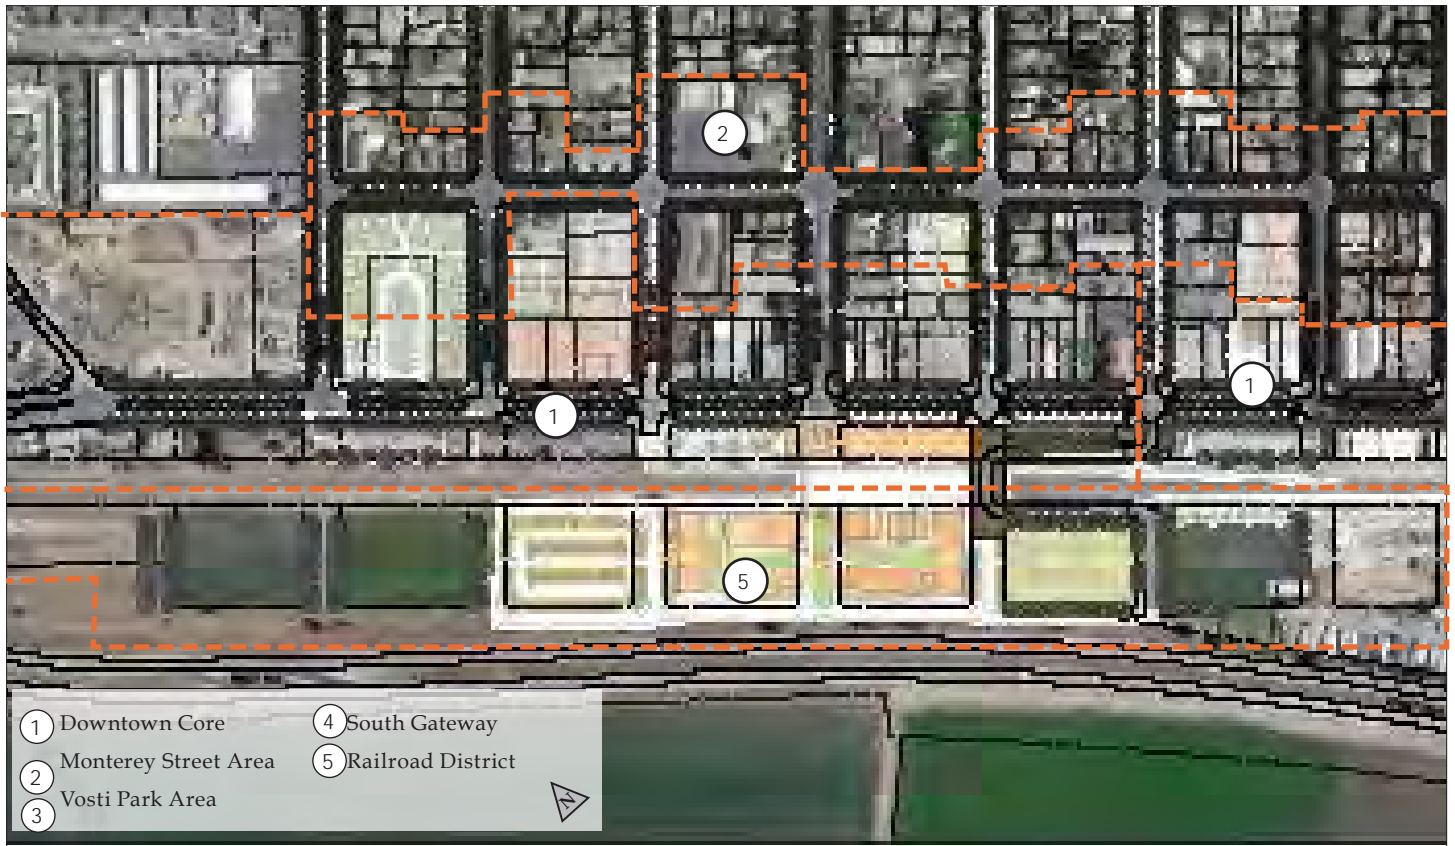 2
1
1
5
1 Downtown Core
2 Monterey Street Area
3 Vosti Park Area
4 South Gateway
5 Railroad District
N